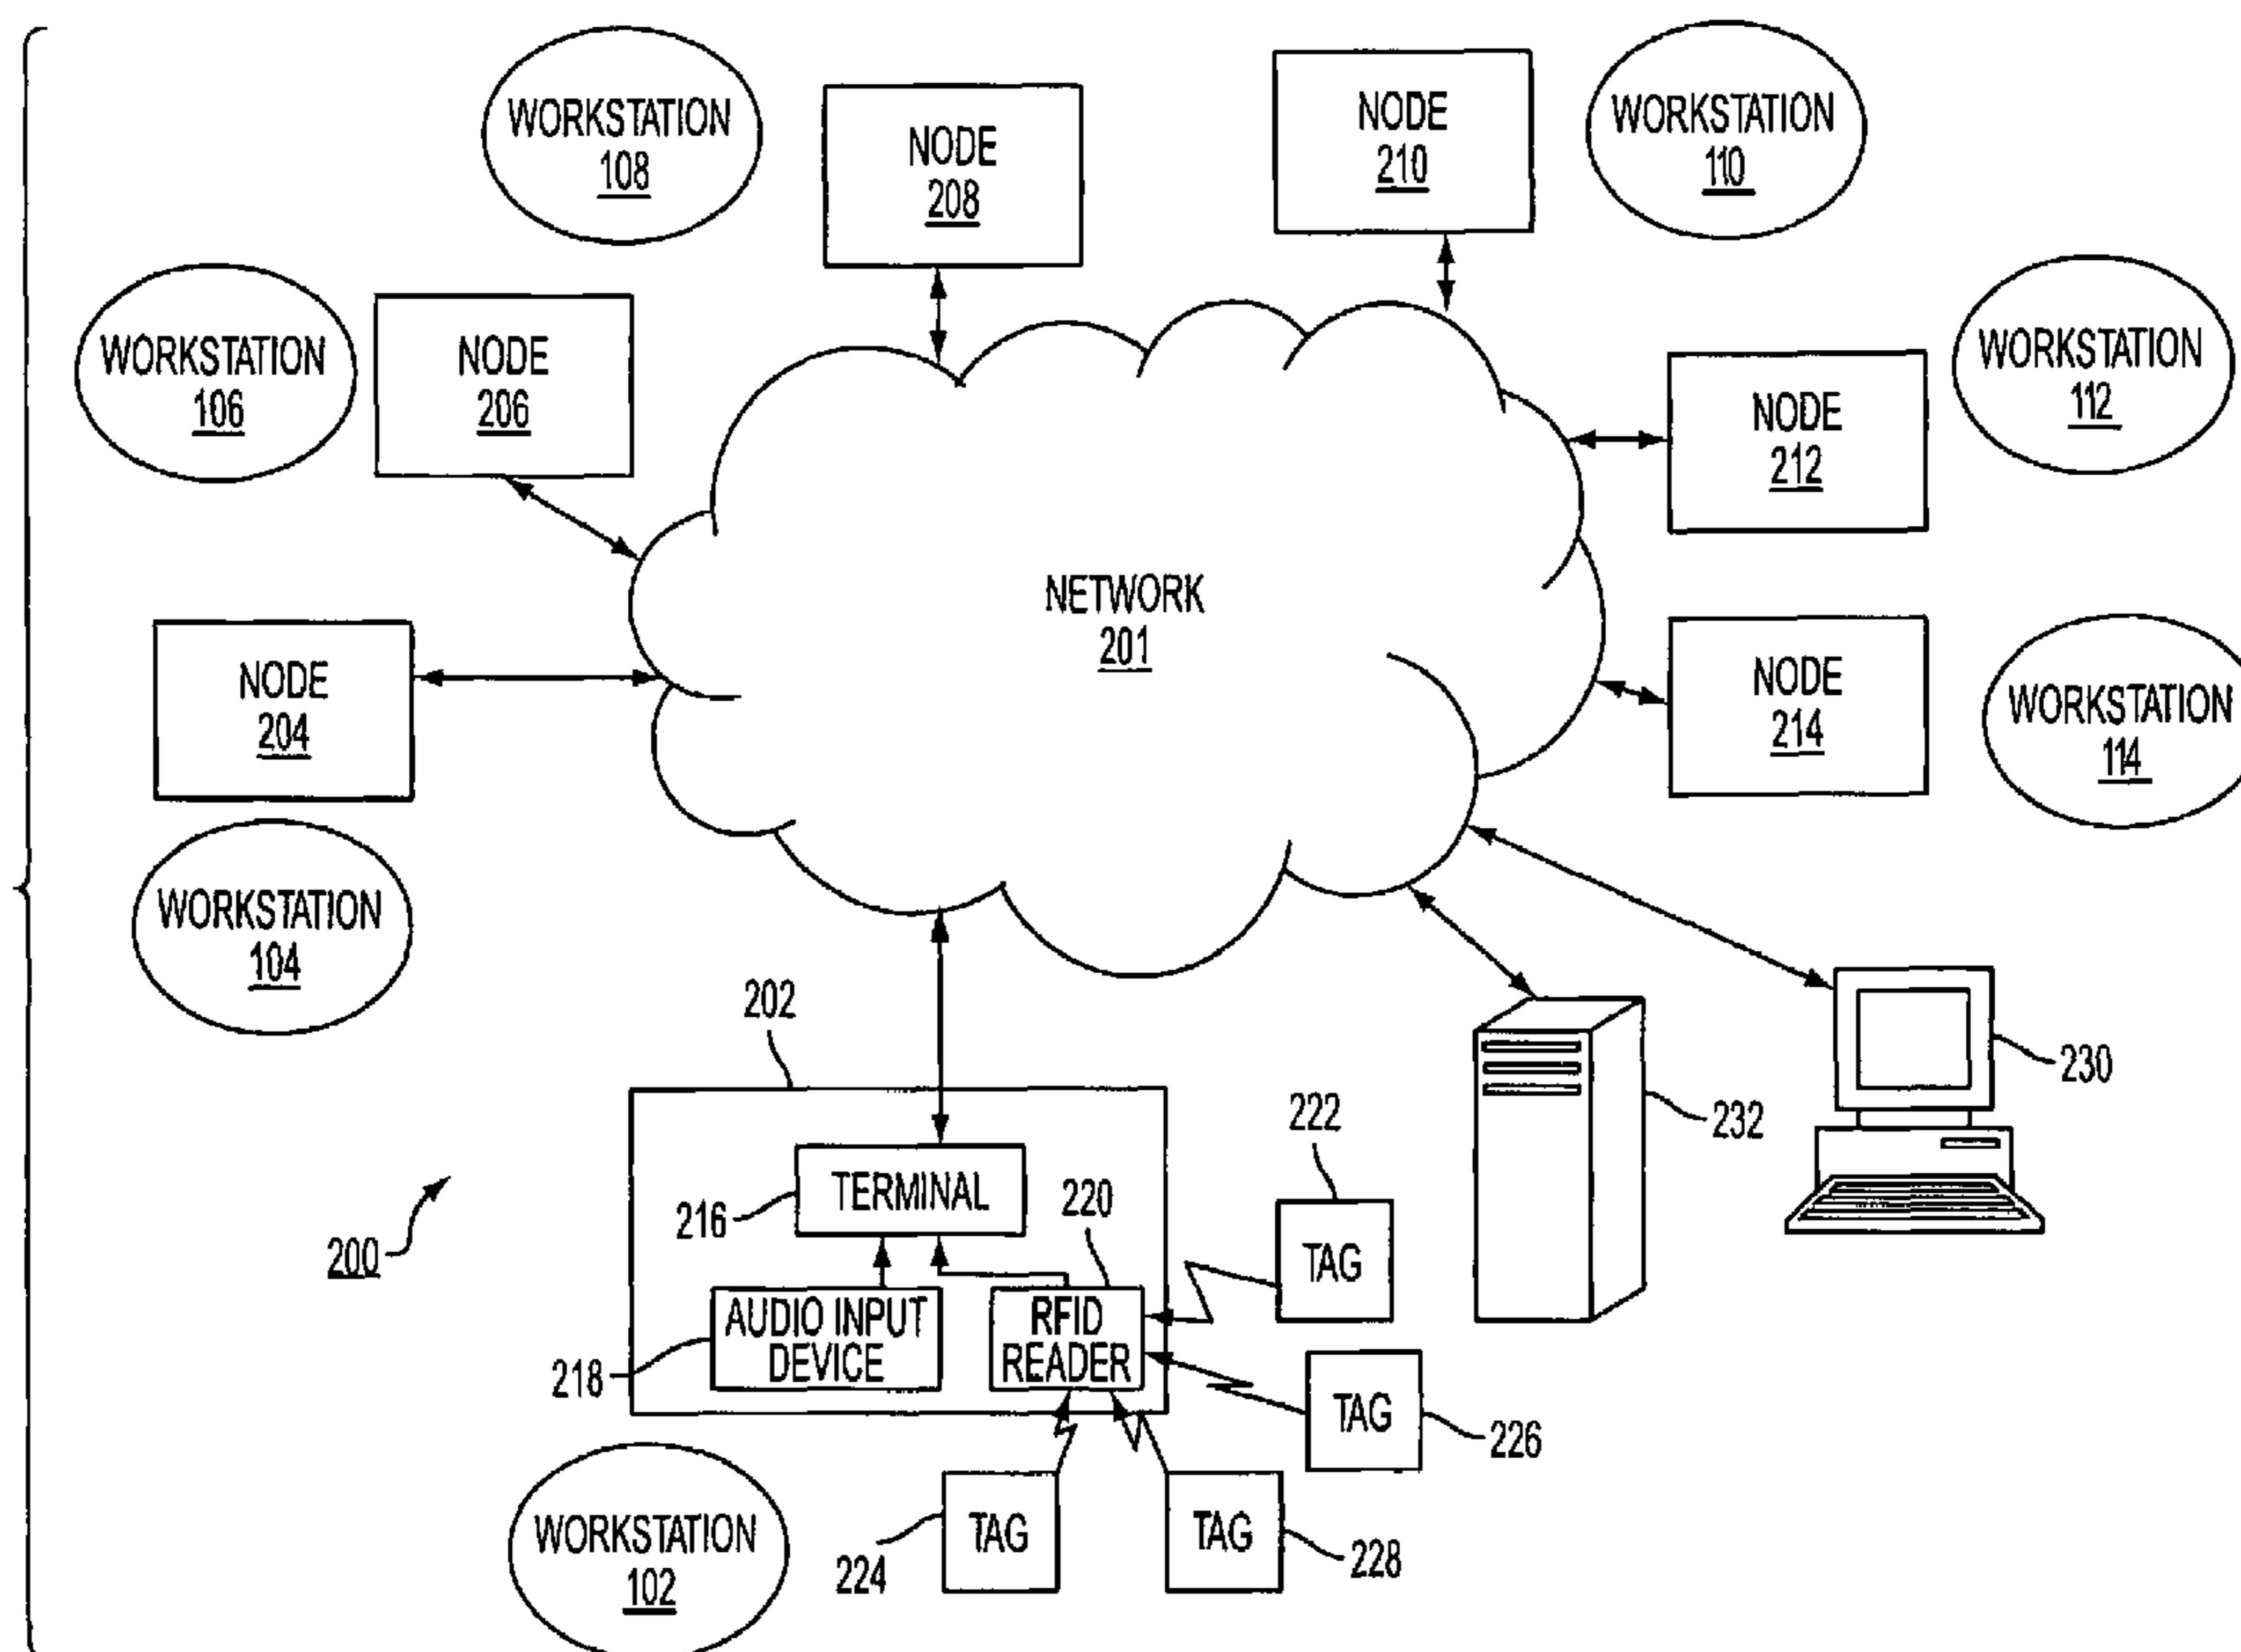 WORKSTATION
108
NODE
208
NODE
210
WORKSTATION
110
WORKSTATION
106
NODE
206
WORKSTATION
112
NODE
212
NETWORK
201
NODE
204
NODE
214
WORKSTATION
114
WORKSTATION
104
202
230
232
222
TERMINAL
216
220
200
TAG
AUDIO INPUT
DEVICE
218
RFID
READER
TAG
226
WORKSTATION
102
TAG
224
TAG
228